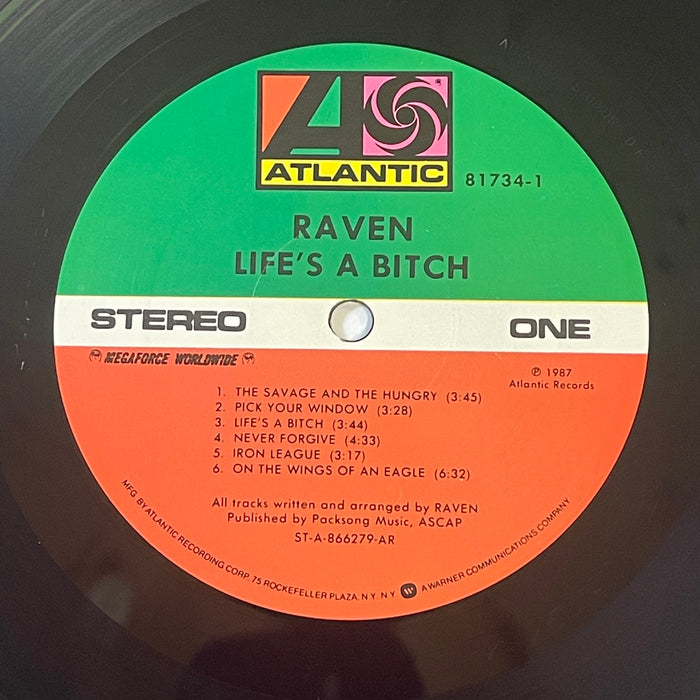 ATLANTIC
81734-1
RAVEN
LIFE'S A BITCH
STEREO
ONE
MEGAFORCE WORLDWIDE
℗ 1987
Atlantic Records
1. THE SAVAGE AND THE HUNGRY (3:45)
2. PICK YOUR WINDOW (3:28)
3. LIFE'S A BITCH (3:44)
4. NEVER FORGIVE (4:33)
5. IRON LEAGUE (3:17)
6. ON THE WINGS OF AN EAGLE (6:32)
All tracks written and arranged by RAVEN
Published by Packsong Music, ASCAP
ST-A-866279-AR
MFG. BY ATLANTIC RECORDING CORP. 75 ROCKEFELLER PLAZA, N.Y. N.Y. A WARNER COMMUNICATIONS COMPANY